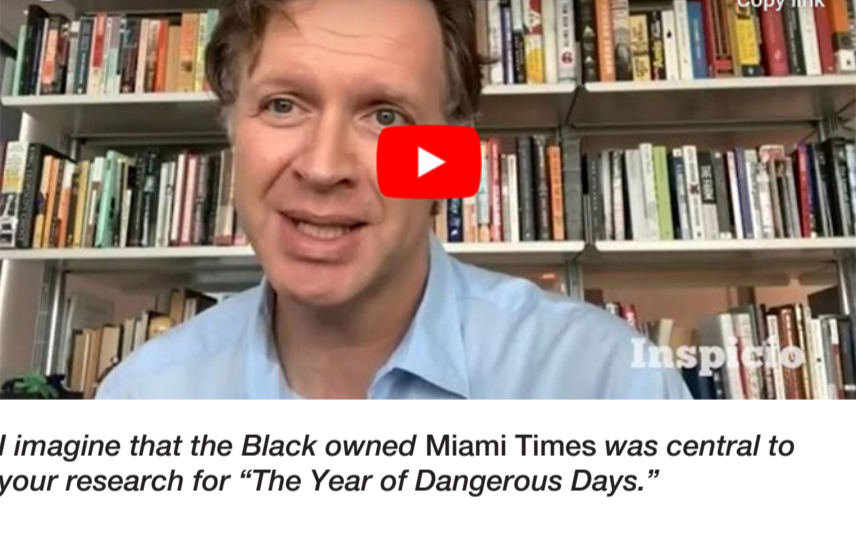 Copy link
Inspicio
I imagine that the Black owned Miami Times was central to
your research for “The Year of Dangerous Days.”